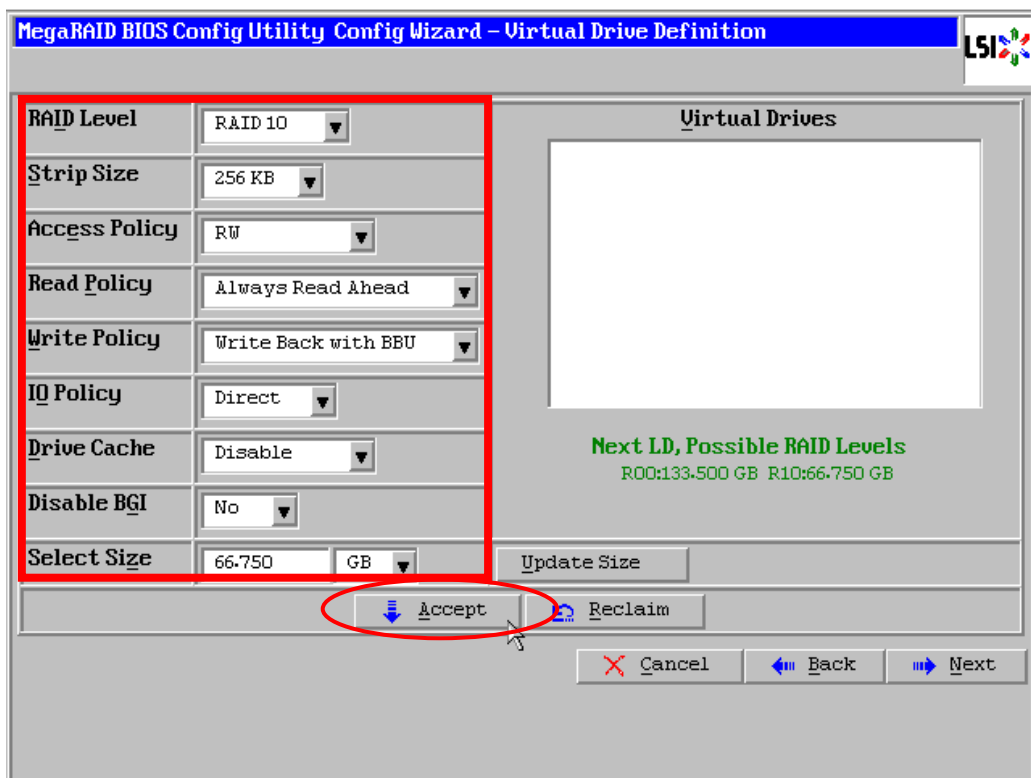 MegaRAID BIOS Config Utility Config Wizard – Virtual Drive Definition
LSI
RAID Level RAID 10
Strip Size 256 KB
Access Policy RW
Read Policy Always Read Ahead
Write Policy Write Back with BBU
IO Policy Direct
Drive Cache Disable
Disable BGI No
Select Size 66.750 GB Update Size
Virtual Drives
Next LD, Possible RAID Levels
R00:133.500 GB R10:66.750 GB
Accept Reclaim
Cancel Back Next